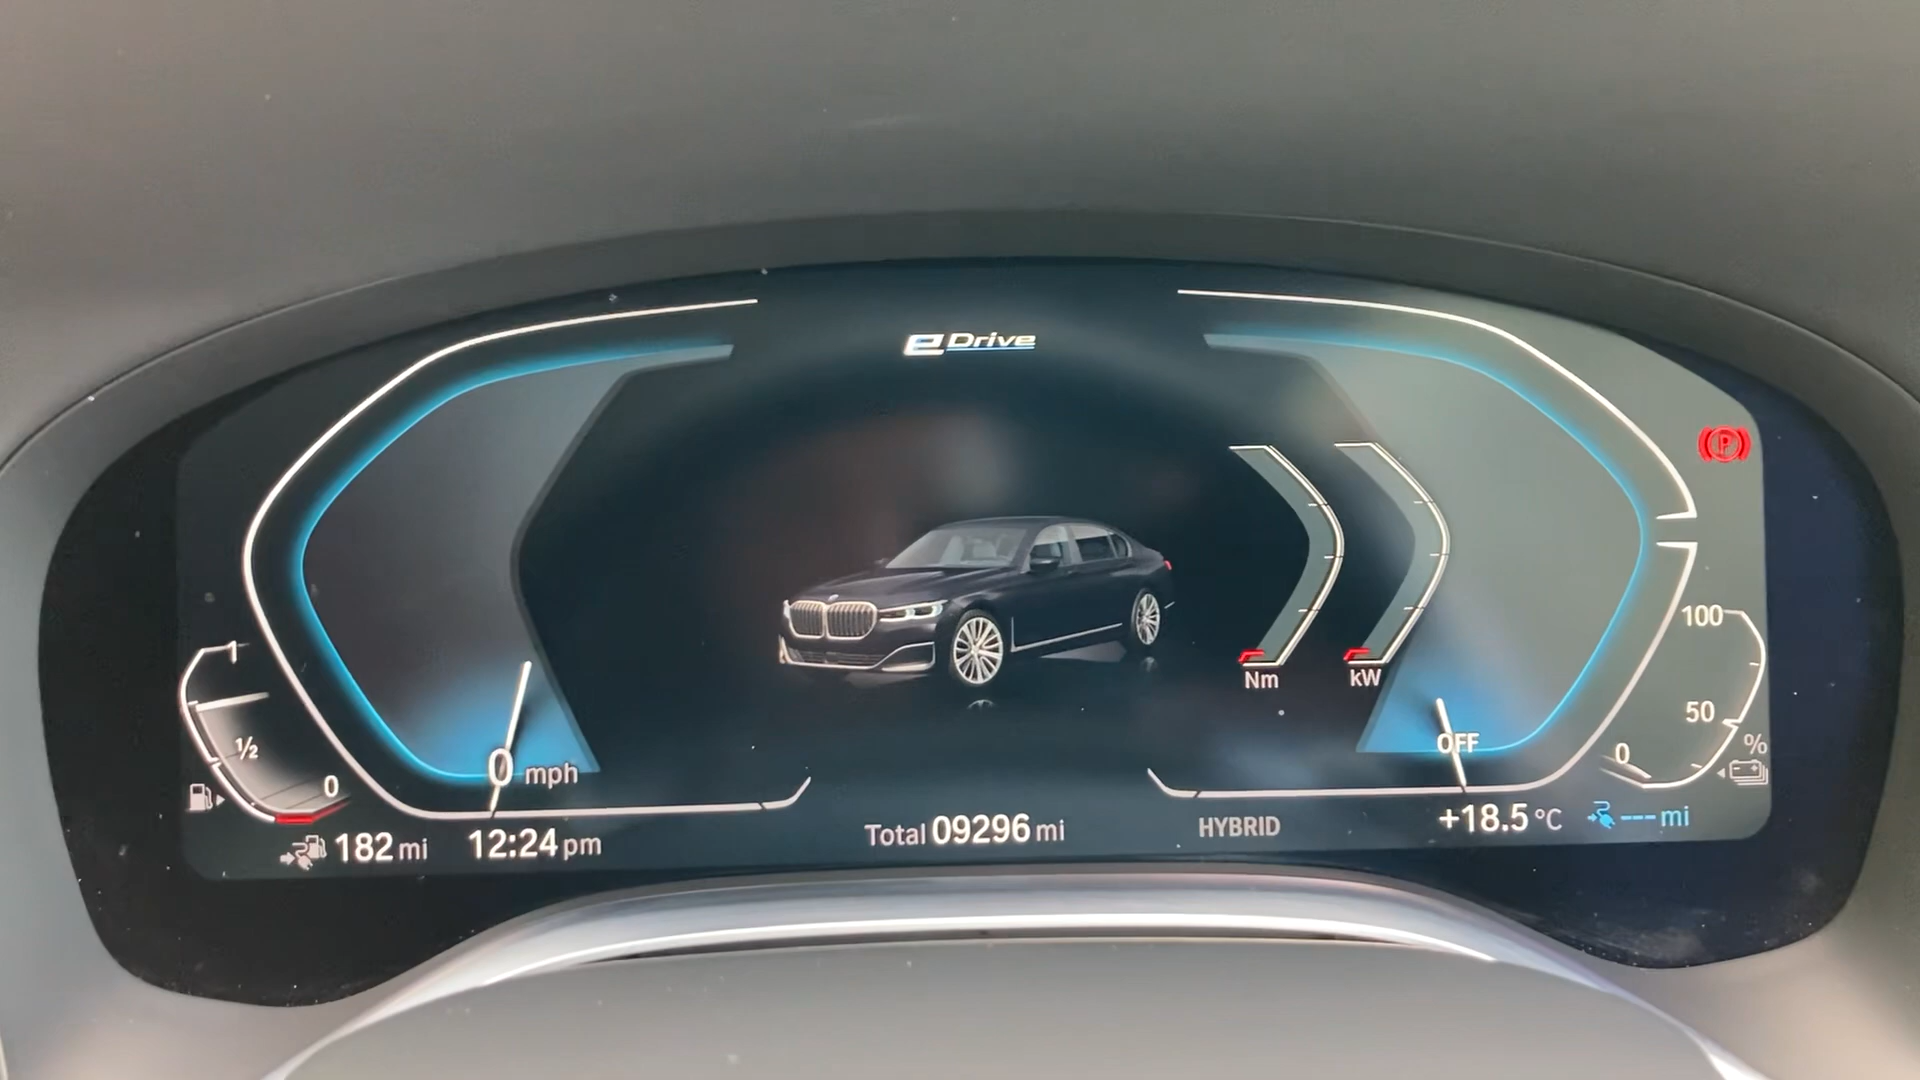 eDrive
P
1
1/2
0
0 mph
Nm
kW
OFF
100
50
0
%
182 mi
12:24 pm
Total 09296 mi
HYBRID
+18.5 °C
--- mi